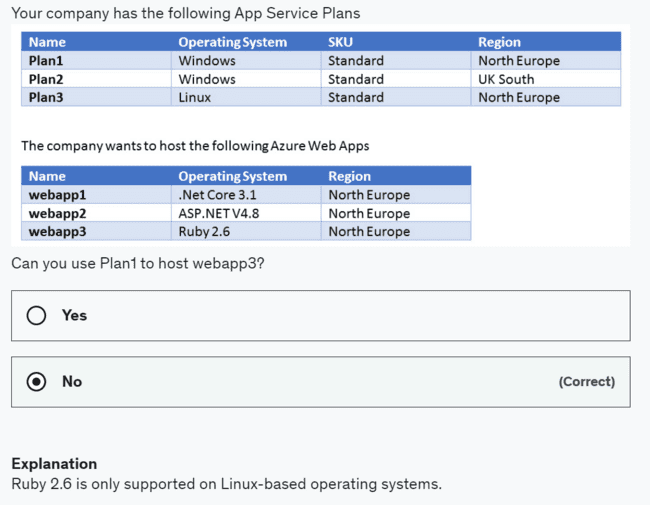 Your company has the following App Service Plans
Name Operating System SKU Region
Plan1 Windows Standard North Europe
Plan2 Windows Standard UK South
Plan3 Linux Standard North Europe
The company wants to host the following Azure Web Apps
Name Operating System Region
webapp1 .Net Core 3.1 North Europe
webapp2 ASP.NET V4.8 North Europe
webapp3 Ruby 2.6 North Europe
Can you use Plan1 to host webapp3?
Yes
No (Correct)
Explanation
Ruby 2.6 is only supported on Linux-based operating systems.